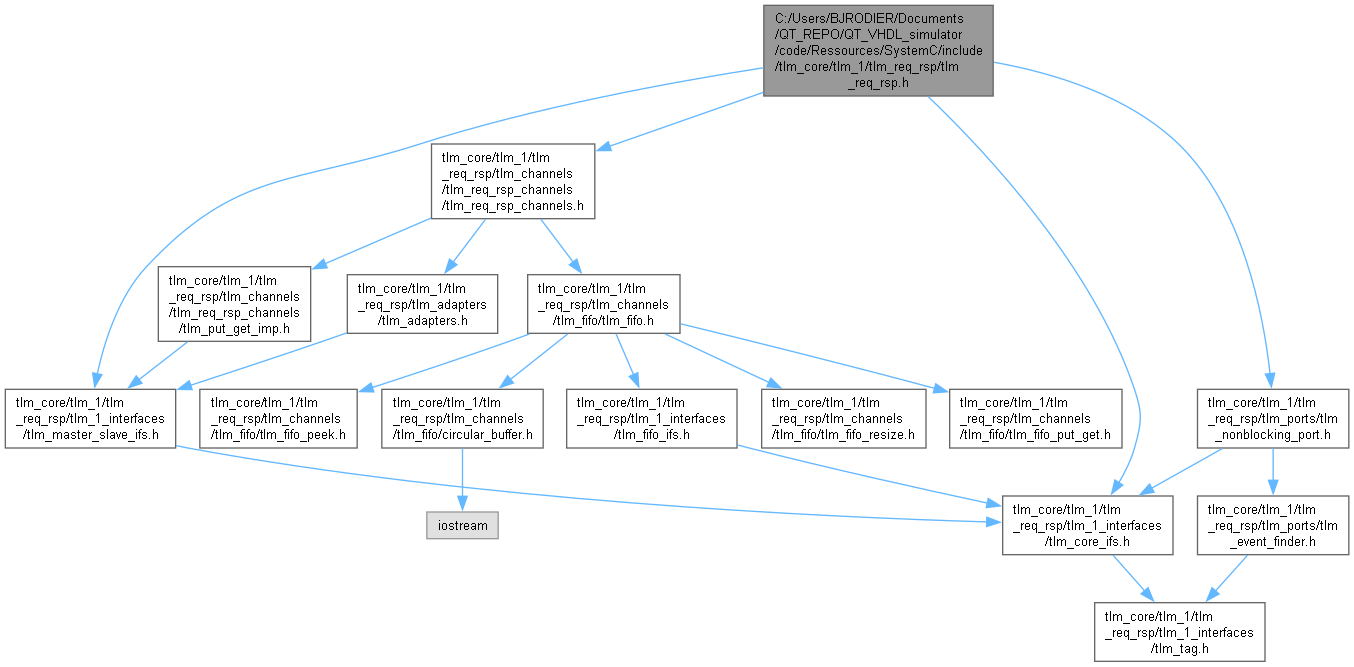 C:/Users/BJRODIER/Documents
/QT_REPO/QT_VHDL_simulator
/code/Ressources/SystemC/include
/tlm_core/tlm_1/tlm_req_rsp/tlm
_req_rsp.h
tlm_core/tlm_1/tlm
_req_rsp/tlm_channels
/tlm_req_rsp_channels
/tlm_req_rsp_channels.h
tlm_core/tlm_1/tlm
_req_rsp/tlm_channels
/tlm_req_rsp_channels
/tlm_put_get_imp.h
tlm_core/tlm_1/tlm
_req_rsp/tlm_adapters
/tlm_adapters.h
tlm_core/tlm_1/tlm
_req_rsp/tlm_channels
/tlm_fifo/tlm_fifo.h
tlm_core/tlm_1/tlm
_req_rsp/tlm_1_interfaces
/tlm_master_slave_ifs.h
tlm_core/tlm_1/tlm
_req_rsp/tlm_channels
/tlm_fifo/tlm_fifo_peek.h
tlm_core/tlm_1/tlm
_req_rsp/tlm_channels
/tlm_fifo/circular_buffer.h
tlm_core/tlm_1/tlm
_req_rsp/tlm_1_interfaces
/tlm_fifo_ifs.h
tlm_core/tlm_1/tlm
_req_rsp/tlm_channels
/tlm_fifo/tlm_fifo_resize.h
tlm_core/tlm_1/tlm
_req_rsp/tlm_channels
/tlm_fifo/tlm_fifo_put_get.h
tlm_core/tlm_1/tlm
_req_rsp/tlm_ports/tlm
_nonblocking_port.h
iostream
tlm_core/tlm_1/tlm
_req_rsp/tlm_1_interfaces
/tlm_core_ifs.h
tlm_core/tlm_1/tlm
_req_rsp/tlm_ports/tlm
_event_finder.h
tlm_core/tlm_1/tlm
_req_rsp/tlm_1_interfaces
/tlm_tag.h